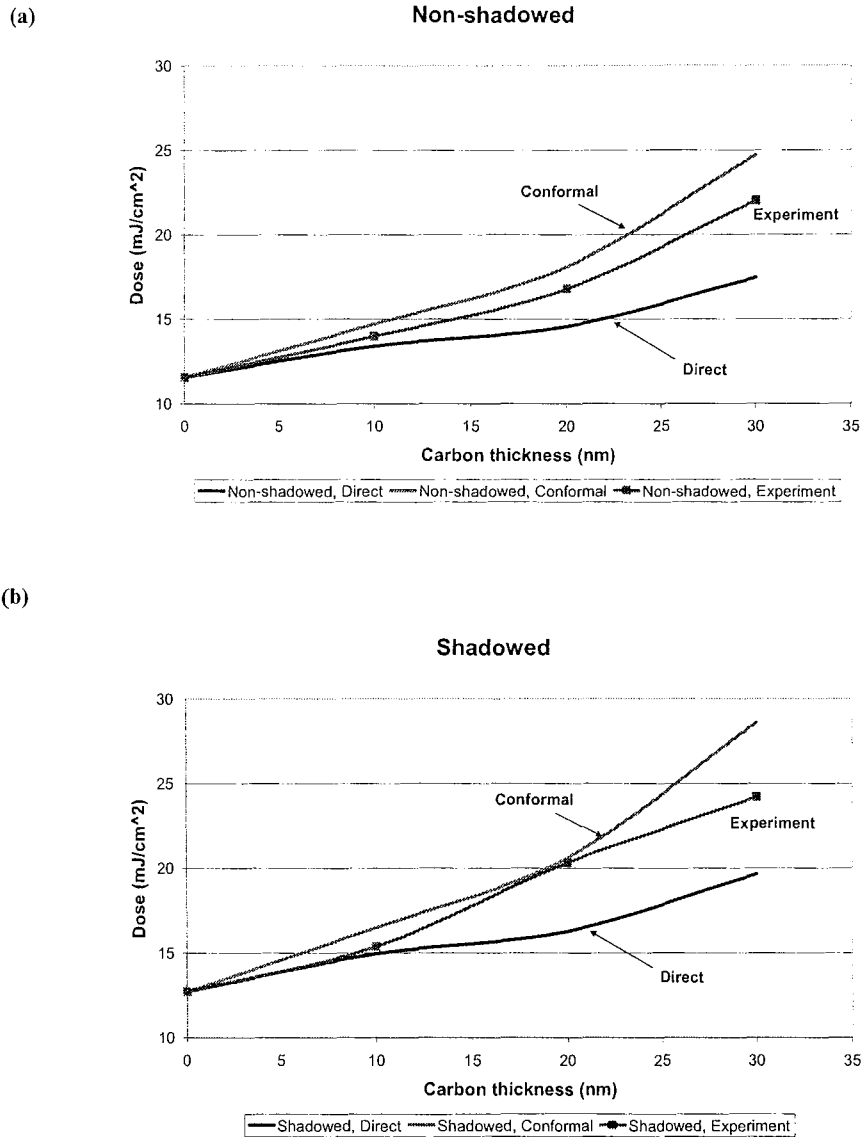 (a)
Non-shadowed
30
25
20
15
10
Dose (mJ/cm^2)
Conformal
Experiment
Direct
0 5 10 15 20 25 30 35
Carbon thickness (nm)
Non-shadowed, Direct Non-shadowed, Conformal Non-shadowed, Experiment
(b)
Shadowed
30
25
20
15
10
Dose (mJ/cm^2)
Conformal
Experiment
Direct
0 5 10 15 20 25 30 35
Carbon thickness (nm)
Shadowed, Direct Shadowed, Conformal Shadowed, Experiment